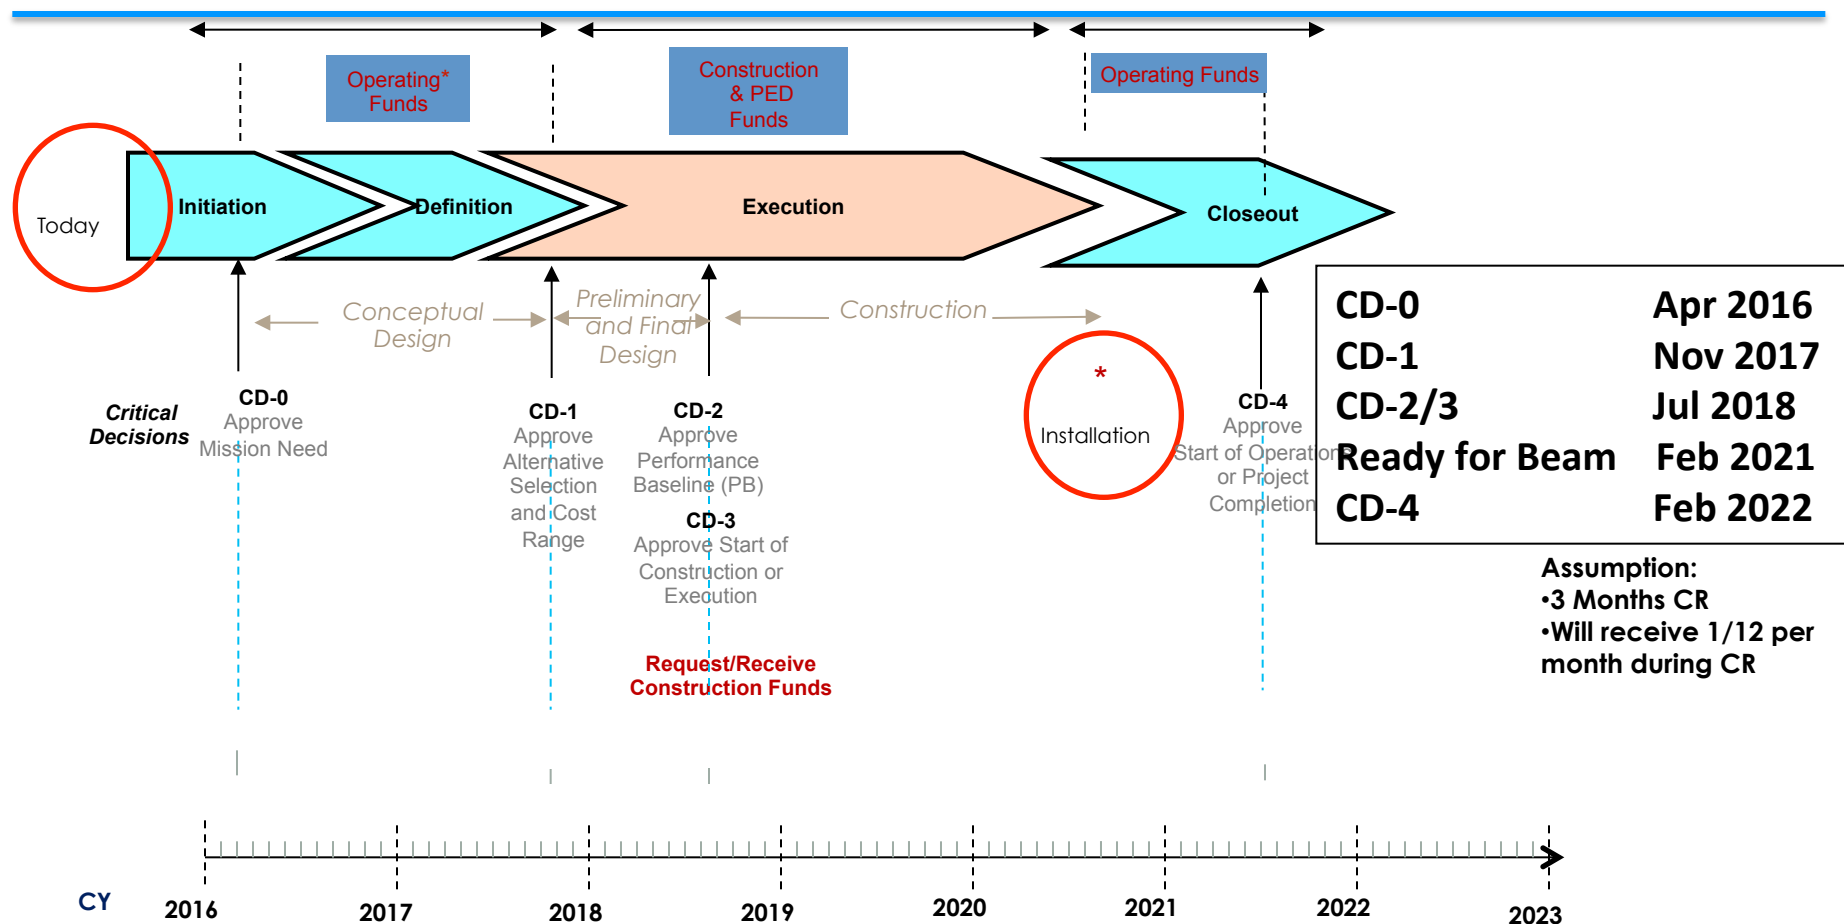 Operating*
Funds
Construction
& PED
Funds
Operating Funds
Today
Initiation
Definition
Execution
Closeout
Conceptual
Design
Preliminary
and Final
Design
Construction
*
Installation
Critical
Decisions
CD-0
Approve
Mission Need
CD-1
Approve
Alternative
Selection
and Cost
Range
CD-2
Approve
Performance
Baseline (PB)
CD-3
Approve Start of
Construction or
Execution
Request/Receive
Construction Funds
CD-4
Approve
Start of Operations
or Project
Completion
CD-0 Apr 2016
CD-1 Nov 2017
CD-2/3 Jul 2018
Ready for Beam Feb 2021
CD-4 Feb 2022
Assumption:
•3 Months CR
•Will receive 1/12 per
month during CR
CY 2016 2017 2018 2019 2020 2021 2022 2023